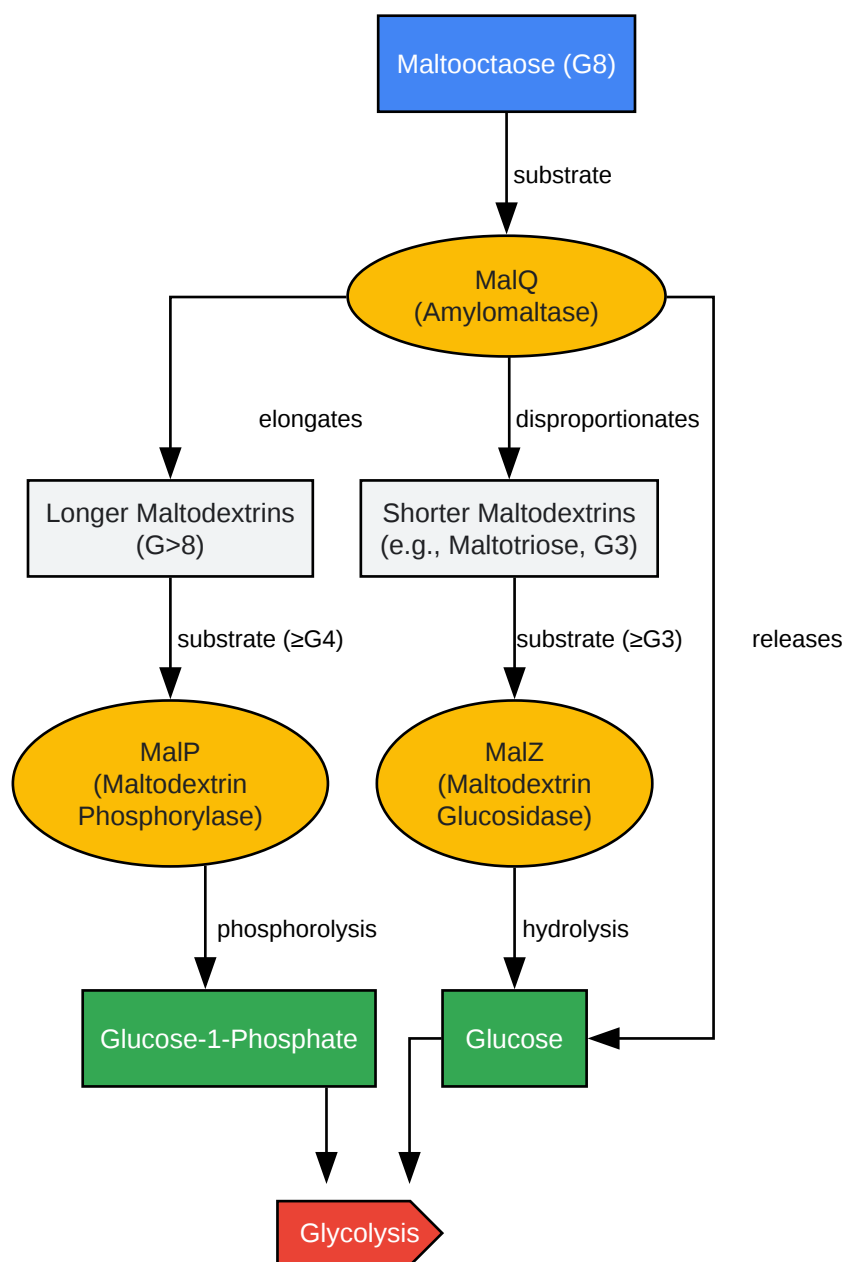 Maltooctaose (G8)
substrate
MalQ
(Amylomaltase)
elongates
disproportionates
Longer Maltodextrins
(G>8)
Shorter Maltodextrins
(e.g., Maltotriose, G3)
substrate (≥G4)
substrate (≥G3)
releases
MalP
(Maltodextrin
Phosphorylase)
MalZ
(Maltodextrin
Glucosidase)
phosphorolysis
hydrolysis
Glucose-1-Phosphate
Glucose
Glycolysis